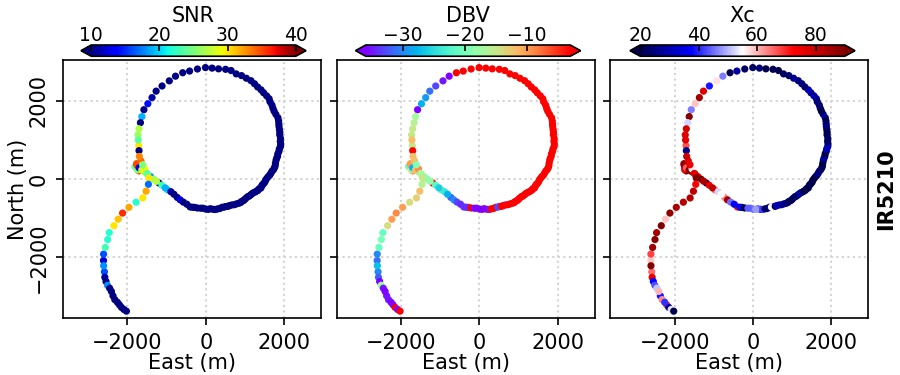 SNR DBV Xc
10 20 30 40 −30 −20 −10 20 40 60 80
2000
0
−2000
North (m)
IR5210
−2000 0 2000 −2000 0 2000 −2000 0 2000
East (m) East (m) East (m)